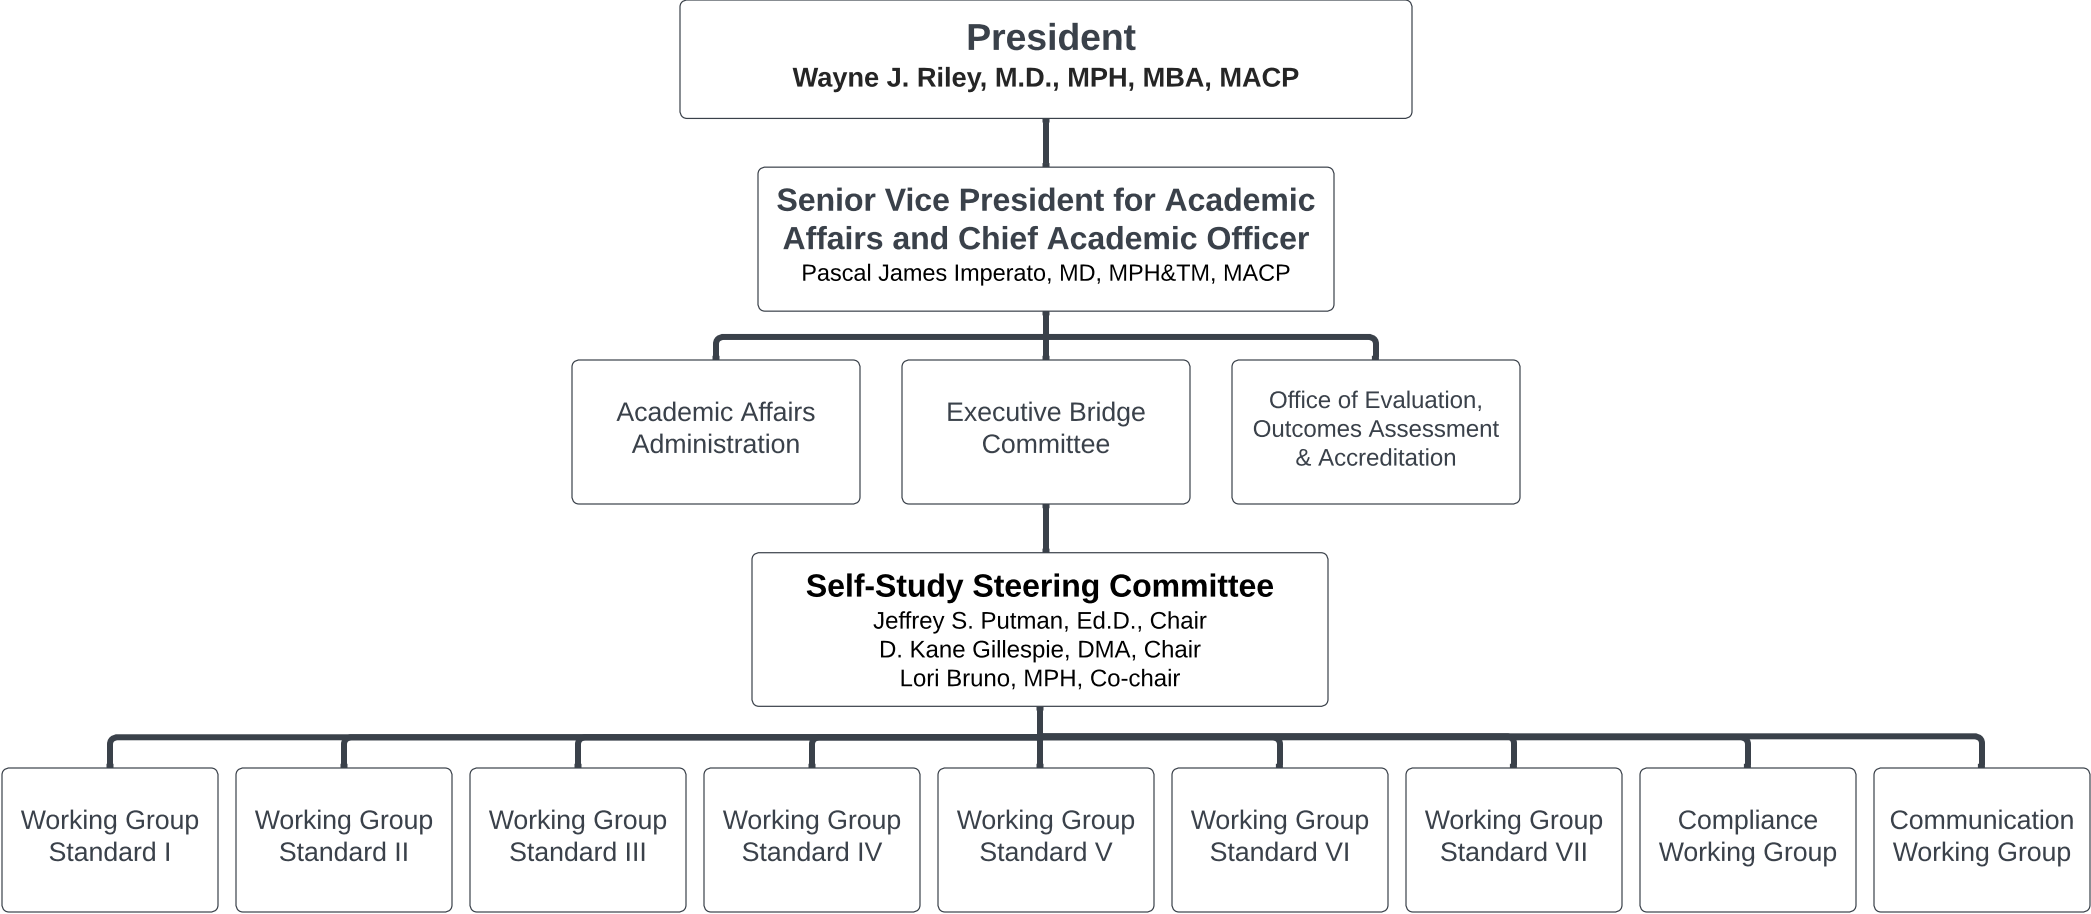 President
Wayne J. Riley, M.D., MPH, MBA, MACP
Senior Vice President for Academic
Affairs and Chief Academic Officer
Pascal James Imperato, MD, MPH&TM, MACP
Academic Affairs
Administration
Executive Bridge
Committee
Office of Evaluation,
Outcomes Assessment
& Accreditation
Self-Study Steering Committee
Jeffrey S. Putman, Ed.D., Chair
D. Kane Gillespie, DMA, Chair
Lori Bruno, MPH, Co-chair
Working Group
Standard I
Working Group
Standard II
Working Group
Standard III
Working Group
Standard IV
Working Group
Standard V
Working Group
Standard VI
Working Group
Standard VII
Compliance
Working Group
Communication
Working Group